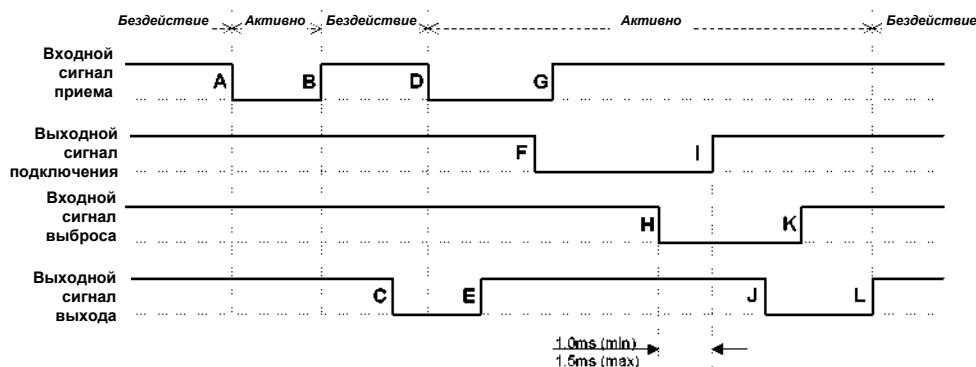 Бездействие Активно Бездействие Активно Бездействие
Входной
сигнал
приема
A B D G
Выходной
сигнал
подключения
F I
Входной
сигнал
выброса
H K
Выходной
сигнал
выхода
C E J L
1.0ms (min)
1.5ms (max)